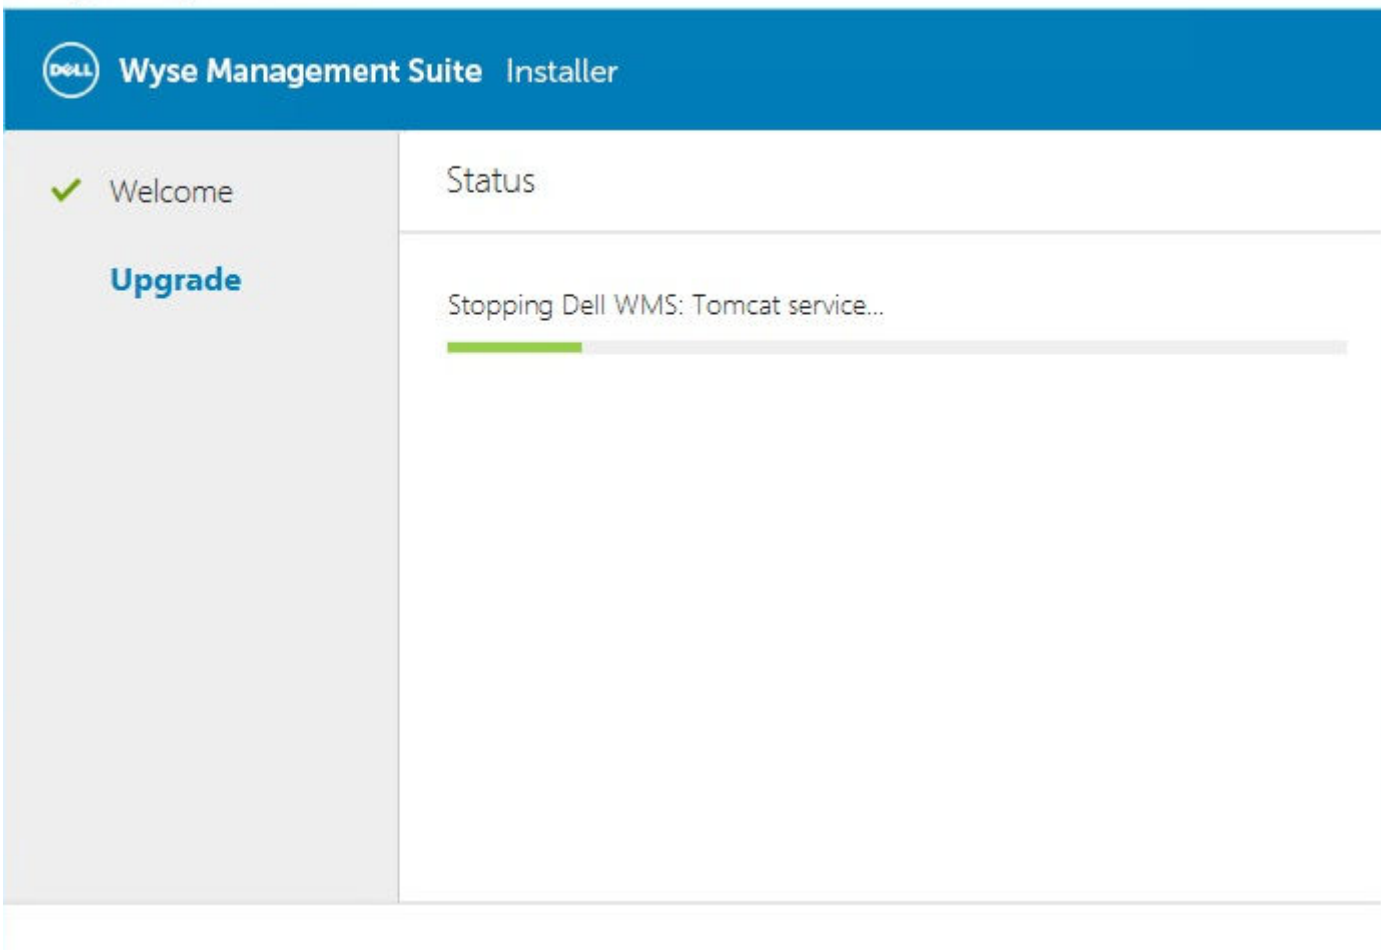 DELL Wyse Management Suite Installer
Welcome
Status
Upgrade
Stopping Dell WMS: Tomcat service...